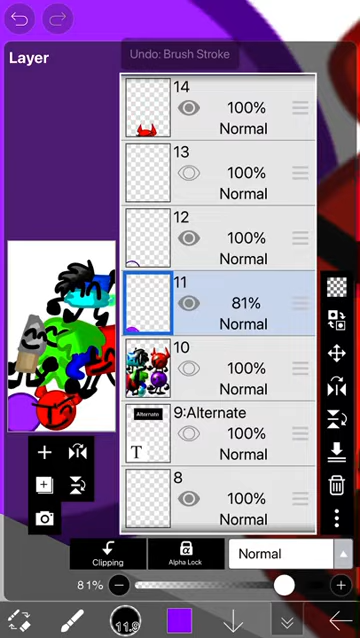 Layer
Undo: Brush Stroke
14
100%
Normal
13
100%
Normal
12
100%
Normal
11
81%
Normal
10
100%
Normal
9:Alternate
Alternate
T
100%
Normal
8
100%
Normal
Clipping
α
Alpha Lock
Normal
81%
11.9